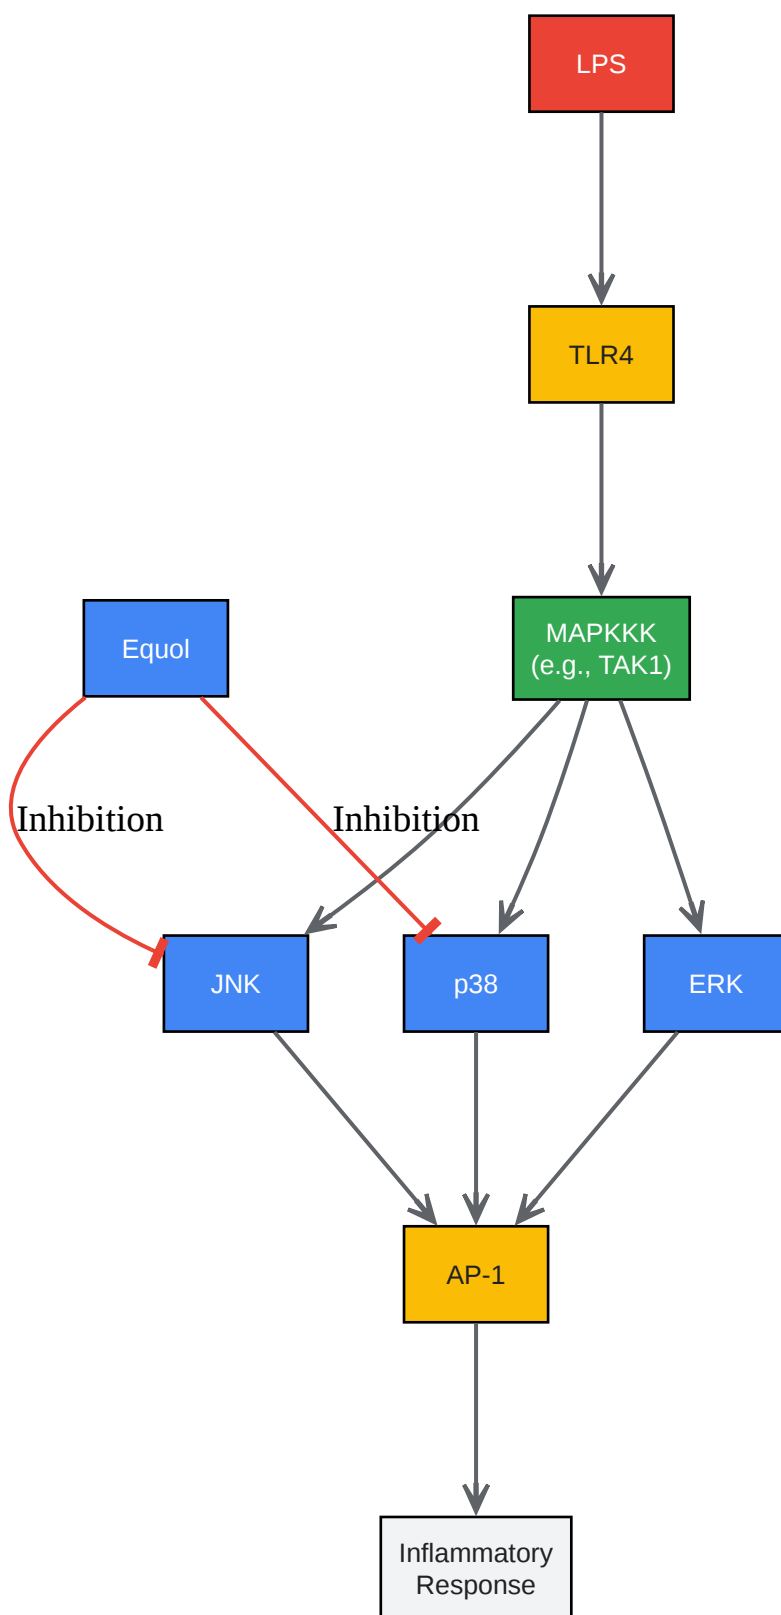 LPS
TLR4
Equol
MAPKKK
(e.g., TAK1)
Inhibition
Inhibition
JNK
p38
ERK
AP-1
Inflammatory
Response